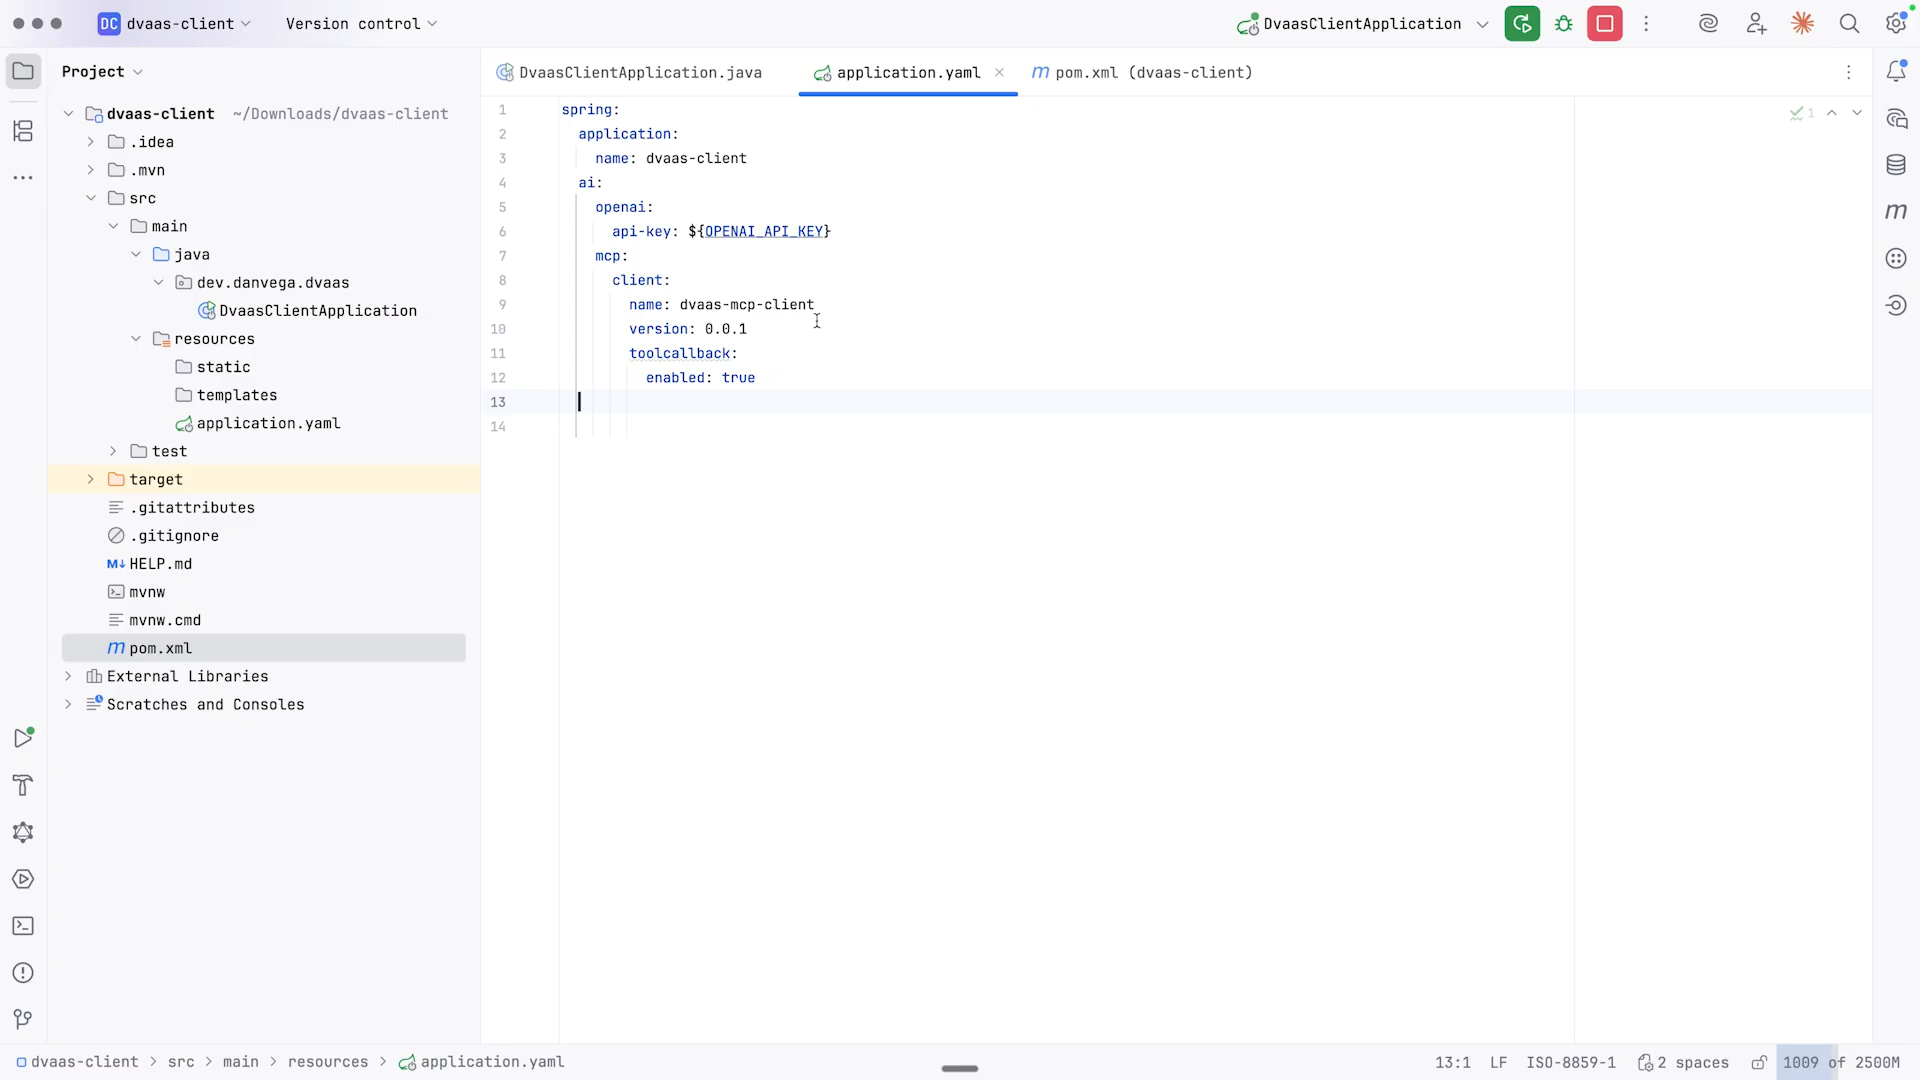 DC dvaas-client Version control DvaasClientApplication
Project DvaasClientApplication.java application.yaml pom.xml (dvaas-client)
dvaas-client ~/Downloads/dvaas-client
.idea
.mvn
src
main
java
dev.danvega.dvaas
DvaasClientApplication
resources
static
templates
application.yaml
test
target
.gitattributes
.gitignore
M↓ HELP.md
mvnw
mvnw.cmd
m pom.xml
External Libraries
Scratches and Consoles
1 spring:
2 application:
3 name: dvaas-client
4 ai:
5 openai:
6 api-key: ${OPENAI_API_KEY}
7 mcp:
8 client:
9 name: dvaas-mcp-client
10 version: 0.0.1
11 toolcallback:
12 enabled: true
13
14
1
m
dvaas-client > src > main > resources > application.yaml 13:1 LF ISO-8859-1 2 spaces 1009 of 2500M